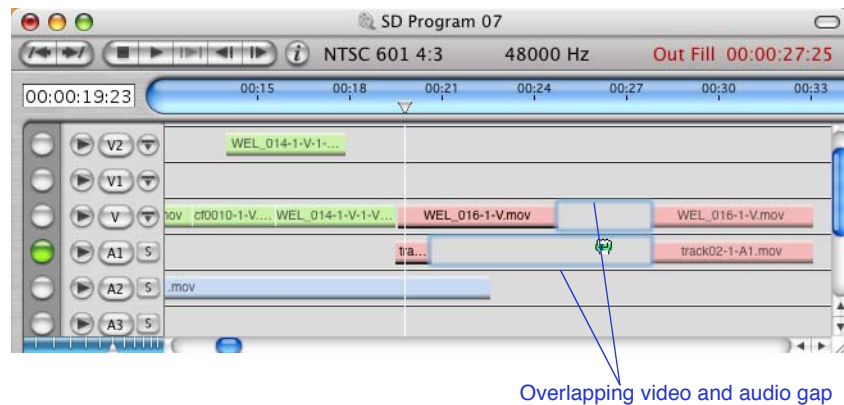 SD Program 07
NTSC 601 4:3 48000 Hz Out Fill 00:00:27:25
00:00:19:23 00:15 00:18 00:21 00:24 00:27 00:30 00:33
V2 WEL_014-1-V-1-...
V1
V nov cf0010-1-V.... WEL_014-1-V-1-V... WEL_016-1-V.mov WEL_016-1-V.mov
A1 S tra... track02-1-A1.mov
A2 S .mov
A3 S
Overlapping video and audio gap